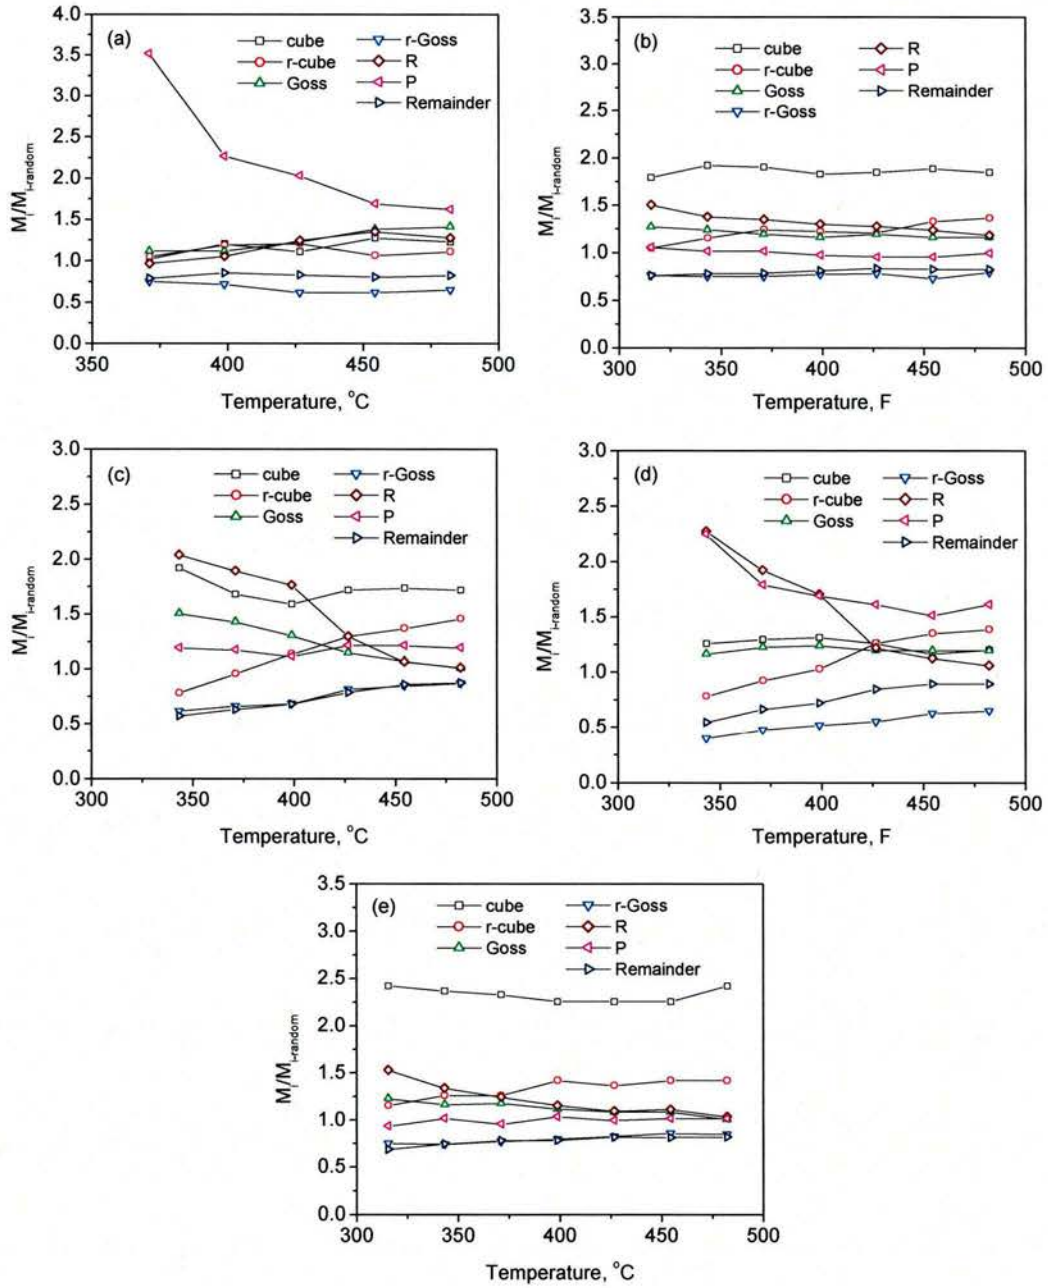 (a)
cube
r-cube
Goss
r-Goss
R
P
Remainder
4.0
3.5
3.0
2.5
2.0
1.5
1.0
0.5
0.0
350
400
450
500
M_i/M_i-random
Temperature, °C
(b)
cube
r-cube
Goss
r-Goss
R
P
Remainder
3.5
3.0
2.5
2.0
1.5
1.0
0.5
0.0
300
350
400
450
500
M_i/M_i-random
Temperature, F
(c)
cube
r-cube
Goss
r-Goss
R
P
Remainder
3.0
2.5
2.0
1.5
1.0
0.5
0.0
300
350
400
450
500
M_i/M_i-random
Temperature, °C
(d)
cube
r-cube
Goss
r-Goss
R
P
Remainder
3.0
2.5
2.0
1.5
1.0
0.5
0.0
300
350
400
450
500
M_i/M_i-random
Temperature, F
(e)
cube
r-cube
Goss
r-Goss
R
P
Remainder
3.5
3.0
2.5
2.0
1.5
1.0
0.5
0.0
300
350
400
450
500
M_i/M_i-random
Temperature, °C